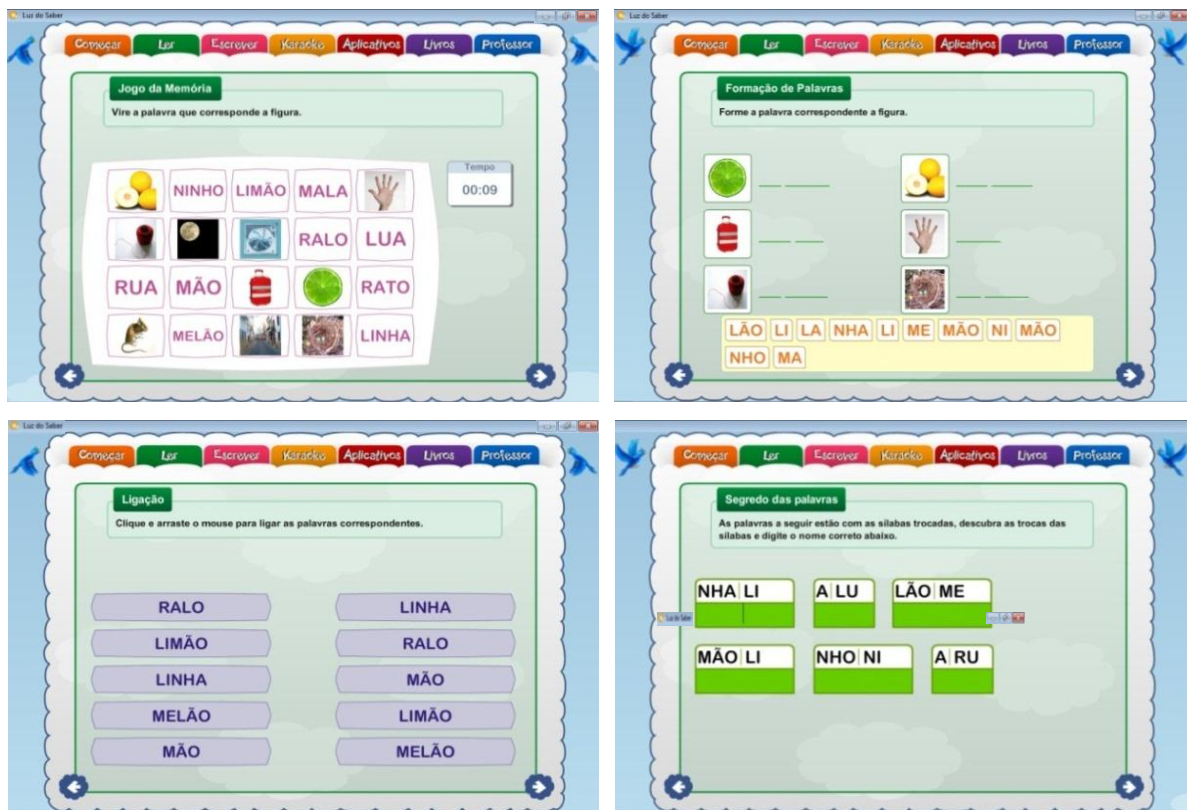 Luz do Saber
Começar Ler Escrever Karaokê Aplicativos Livros Professor
Jogo da Memória
Vire a palavra que corresponde a figura.
Tempo
00:09
NINHO LIMÃO MALA
RALO LUA
RUA MÃO RATO
MELÃO LINHA
Luz do Saber
Começar Ler Escrever Karaokê Aplicativos Livros Professor
Formação de Palavras
Forme a palavra correspondente a figura.
LÃO LI LA NHA LI ME MÃO NI MÃO
NHO MA
Luz do Saber
Começar Ler Escrever Karaokê Aplicativos Livros Professor
Ligação
Clique e arraste o mouse para ligar as palavras correspondentes.
RALO LINHA
LIMÃO RALO
LINHA MÃO
MELÃO LIMÃO
MÃO MELÃO
Começar Ler Escrever Karaokê Aplicativos Livros Professor
Segredo das palavras
As palavras a seguir estão com as sílabas trocadas, descubra as trocas das
sílabas e digite o nome correto abaixo.
NHA LI A LU LÃO ME
Luz do Saber
MÃO LI NHO NI A RU